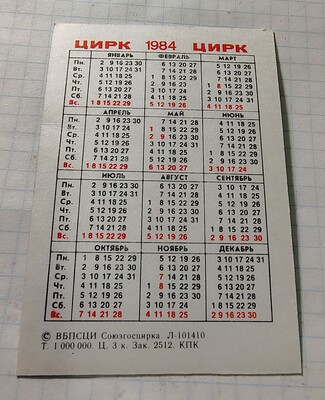 ЦИРК 1984 ЦИРК
ЯНВАРЬ ФЕВРАЛЬ МАРТ
Пн. 2 9 16 23 30 6 13 20 27 5 12 19 26
Вт. 3 10 17 24 31 7 14 21 28 6 13 20 27
Ср. 4 11 18 25 1 8 15 22 29 7 14 21 28
Чт. 5 12 19 26 2 9 16 23 1 8 15 22 29
Пт. 6 13 20 27 3 10 17 24 2 9 16 23 30
Сб. 7 14 21 28 4 11 18 25 3 10 17 24 31
Вс. 1 8 15 22 29 5 12 19 26 4 11 18 25
АПРЕЛЬ МАЙ ИЮНЬ
Пн. 2 9 16 23 30 7 14 21 28 4 11 18 25
Вт. 3 10 17 24 1 8 15 22 29 5 12 19 26
Ср. 4 11 18 25 2 9 16 23 30 6 13 20 27
Чт. 5 12 19 26 3 10 17 24 31 7 14 21 28
Пт. 6 13 20 27 4 11 18 25 1 8 15 22 29
Сб. 7 14 21 28 5 12 19 26 2 9 16 23 30
Вс. 1 8 15 22 29 6 13 20 27 3 10 17 24
ИЮЛЬ АВГУСТ СЕНТЯБРЬ
Пн. 2 9 16 23 30 6 13 20 27 3 10 17 24
Вт. 3 10 17 24 31 7 14 21 28 4 11 18 25
Ср. 4 11 18 25 1 8 15 22 29 5 12 19 26
Чт. 5 12 19 26 2 9 16 23 30 6 13 20 27
Пт. 6 13 20 27 3 10 17 24 31 7 14 21 28
Сб. 7 14 21 28 4 11 18 25 1 8 15 22 29
Вс. 1 8 15 22 29 5 12 19 26 2 9 16 23 30
ОКТЯБРЬ НОЯБРЬ ДЕКАБРЬ
Пн. 1 8 15 22 29 5 12 19 26 3 10 17 24 31
Вт. 2 9 16 23 30 6 13 20 27 4 11 18 25
Ср. 3 10 17 24 31 7 14 21 28 5 12 19 26
Чт. 4 11 18 25 1 8 15 22 29 6 13 20 27
Пт. 5 12 19 26 2 9 16 23 30 7 14 21 28
Сб. 6 13 20 27 3 10 17 24 1 8 15 22 29
Вс. 7 14 21 28 4 11 18 25 2 9 16 23 30
© ВБПСЦИ Союзгосцирка. Л-101410
Т. 1 000 000. Ц. 3 к. Зак. 2512. КПК